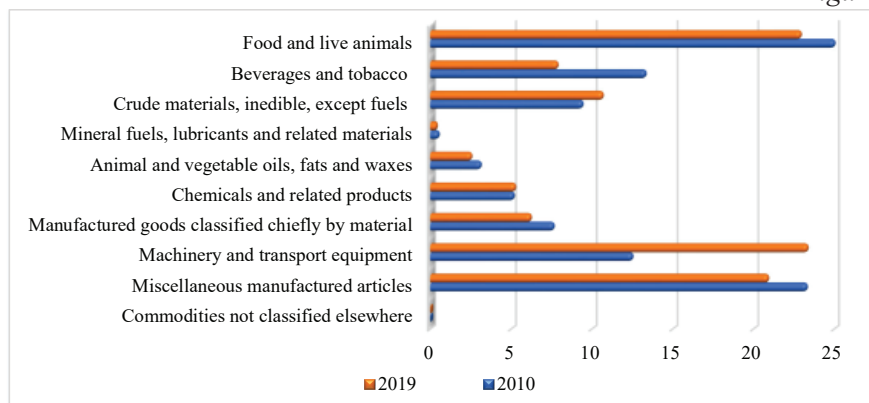 Food and live animals
Beverages and tobacco
Crude materials, inedible, except fuels
Mineral fuels, lubricants and related materials
Animal and vegetable oils, fats and waxes
Chemicals and related products
Manufactured goods classified chiefly by material
Machinery and transport equipment
Miscellaneous manufactured articles
Commodities not classified elsewhere
0 5 10 15 20 25
2019 2010